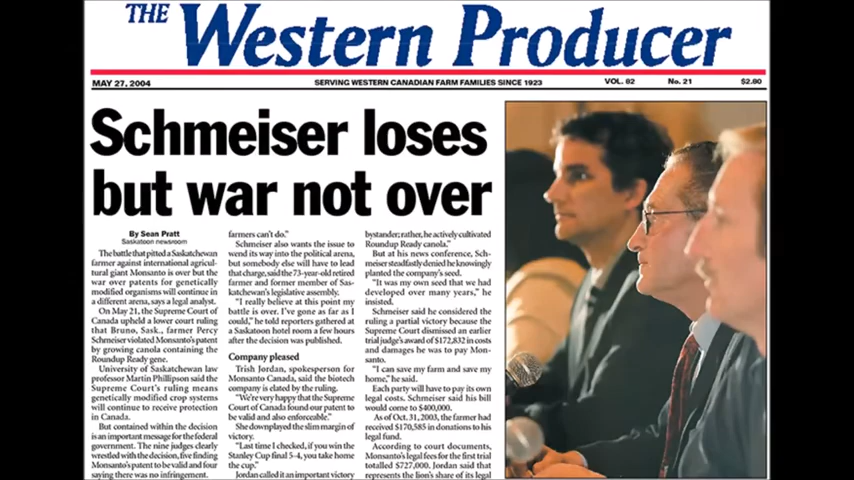 THE Western Producer
MAY 27, 2004
SERVING WESTERN CANADIAN FARM FAMILIES SINCE 1923
VOL. 82
No. 21
$2.80
Schmeiser loses
but war not over
By Sean Pratt
Saskatoon newsroom
The battle that pitted a Saskatchewan
farmer against international agricul-
tural giant Monsanto is over but the
war over patents for genetically
modified organisms will continue in
a different arena, says a legal analyst.
On May 21, the Supreme Court of
Canada upheld a lower court ruling
that Bruno, Sask., farmer Percy
Schmeiser violated Monsanto's patent
by growing canola containing the
Roundup Ready gene.
University of Saskatchewan law
professor Martin Phillipson said the
Supreme Court's ruling means
genetically modified crop systems
will continue to receive protection
in Canada.
But contained within the decision
is an important message for the federal
government. The nine judges clearly
wrestled with the decision, five finding
Monsanto's patent to be valid and four
saying there was no infringement.
farmers can't do."
Schmeiser also wants the issue to
wend its way into the political arena,
but somebody else will have to lead
that charge, said the 73-year-old retired
farmer and former member of Sas-
katchewan's legislative assembly.
"I really believe at this point my
battle is over. I've gone as far as I
could," he told reporters gathered at
a Saskatoon hotel room a few hours
after the decision was published.
Company pleased
Trish Jordan, spokesperson for
Monsanto Canada, said the biotech
company is elated by the ruling.
"We're very happy that the Supreme
Court of Canada found our patent to
be valid and also enforceable."
She downplayed the slim margin of
victory.
"Last time I checked, if you win the
Stanley Cup final 5-4, you take home
the cup."
Jordan called it an important victory
bystander; rather, he actively cultivated
Roundup Ready canola."
But at his news conference, Sch-
meiser steadfastly denied he knowingly
planted the company's seed.
"It was my own seed that we had
developed over many years," he
insisted.
Schmeiser said he considered the
ruling a partial victory because the
Supreme Court dismissed an earlier
trial judge's award of $172,832 in costs
and damages he was to pay Mon-
santo.
"I can save my farm and save my
home," he said.
Each party will have to pay its own
legal costs. Schmeiser said his bill
would come to $400,000.
As of Oct. 31, 2003, the farmer had
received $170,585 in donations to his
legal fund.
According to court documents,
Monsanto's legal fees for the first trial
totalled $727,000. Jordan said that
represents the lion's share of its legal